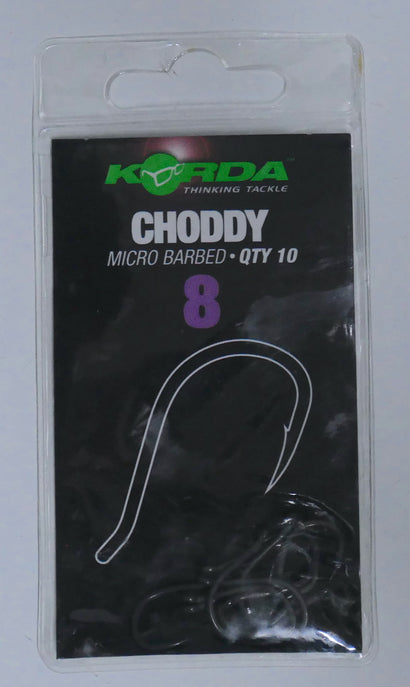 KORDA
THINKING TACKLE
CHODDY
MICRO BARBED • QTY 10
8